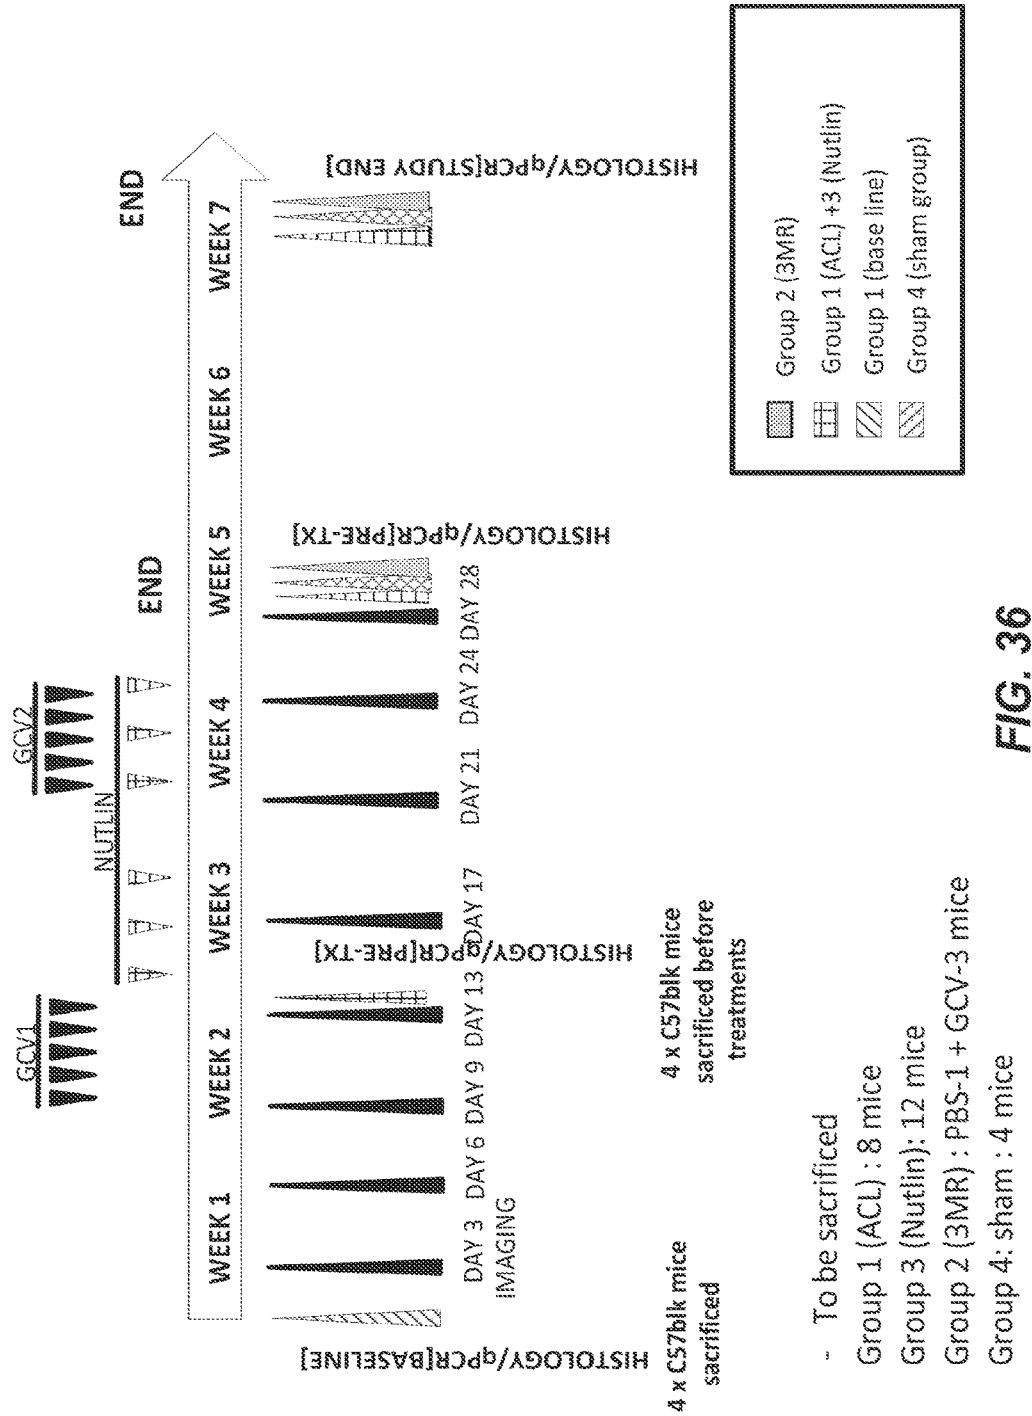 GCV1
GCV2
NUTLIN
END
END
WEEK 1
WEEK 2
WEEK 3
WEEK 4
WEEK 5
WEEK 6
WEEK 7
HISTOLOGY/qPCR[BASELINE]
HISTOLOGY/qPCR[PRE-TX]
HISTOLOGY/qPCR[PRE-TX]
HISTOLOGY/qPCR[STUDY END]
DAY 3
DAY 6
DAY 9
DAY 13
DAY 17
DAY 21
DAY 24
DAY 28
IMAGING
4 x C57blk mice
sacrificed
4 x C57blk mice
sacrificed before
treatments
- To be sacrificed
Group 1 (ACL) : 8 mice
Group 3 (Nutlin): 12 mice
Group 2 (3MR) : PBS-1 + GCV-3 mice
Group 4: sham : 4 mice
Group 2 (3MR)
Group 1 (ACL) +3 (Nutlin)
Group 1 (base line)
Group 4 (sham group)
FIG. 36